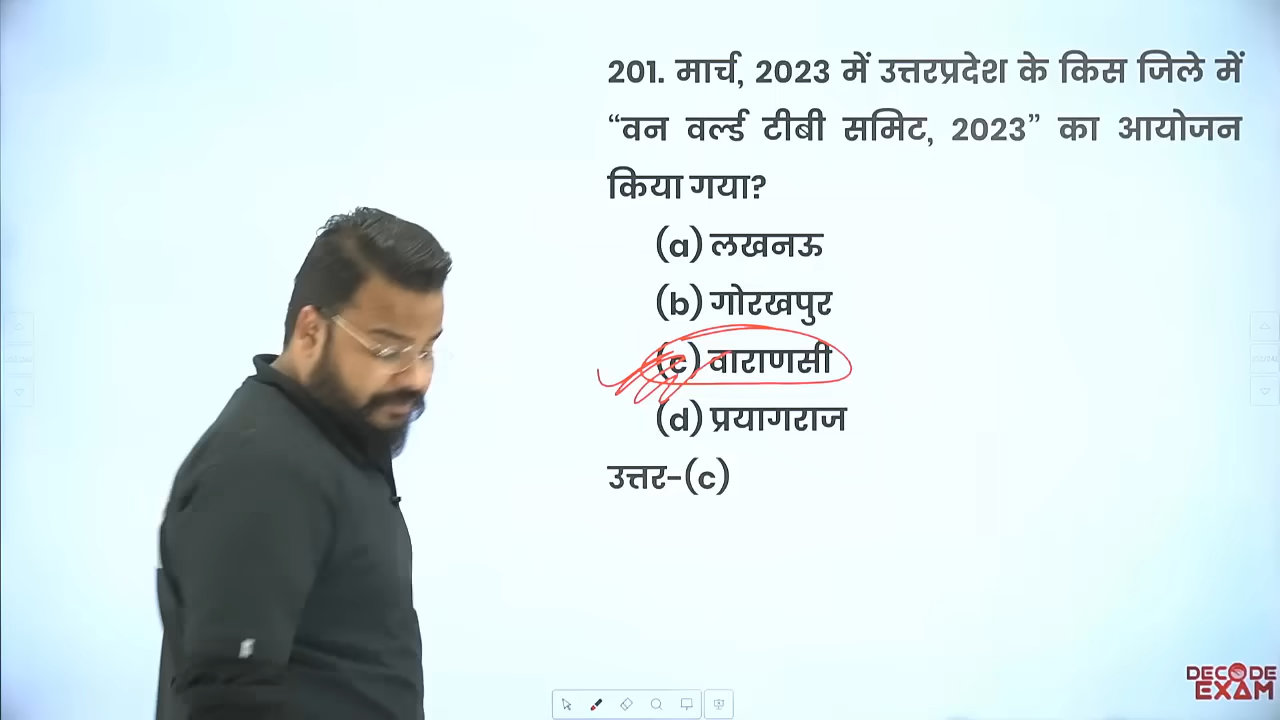 201. मार्च, 2023 में उत्तरप्रदेश के किस जिले में
“वन वर्ल्ड टीबी समिट, 2023” का आयोजन
किया गया?
(a) लखनऊ
(b) गोरखपुर
(c) वाराणसी
(d) प्रयागराज
उत्तर-(c)
DECODE
EXAM